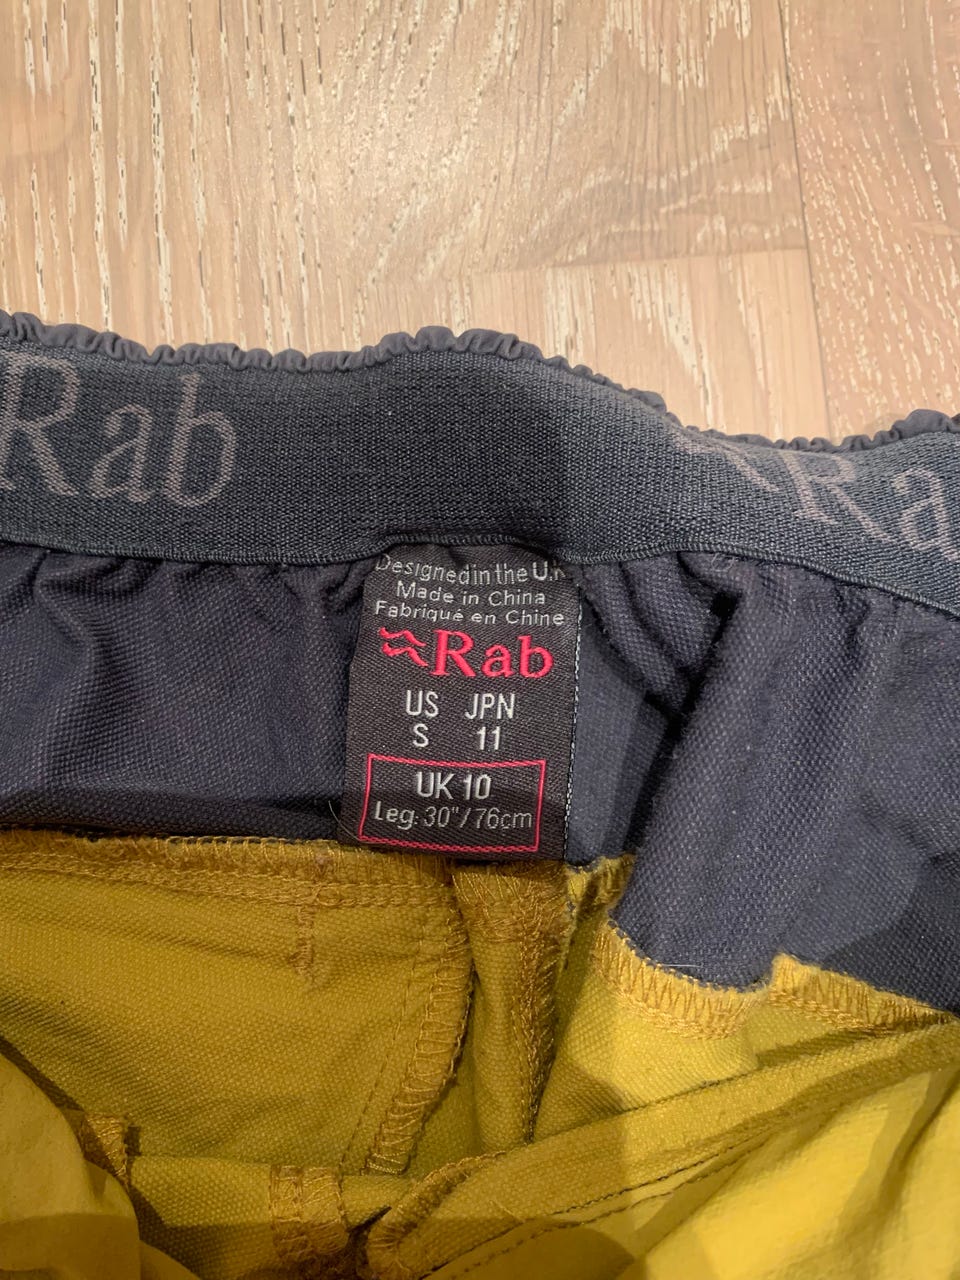 Rab
Ra
Designed in the U.K
Made in China
Fabriqué en Chine
Rab
US JPN
S 11
UK 10
Leg: 30"/76cm